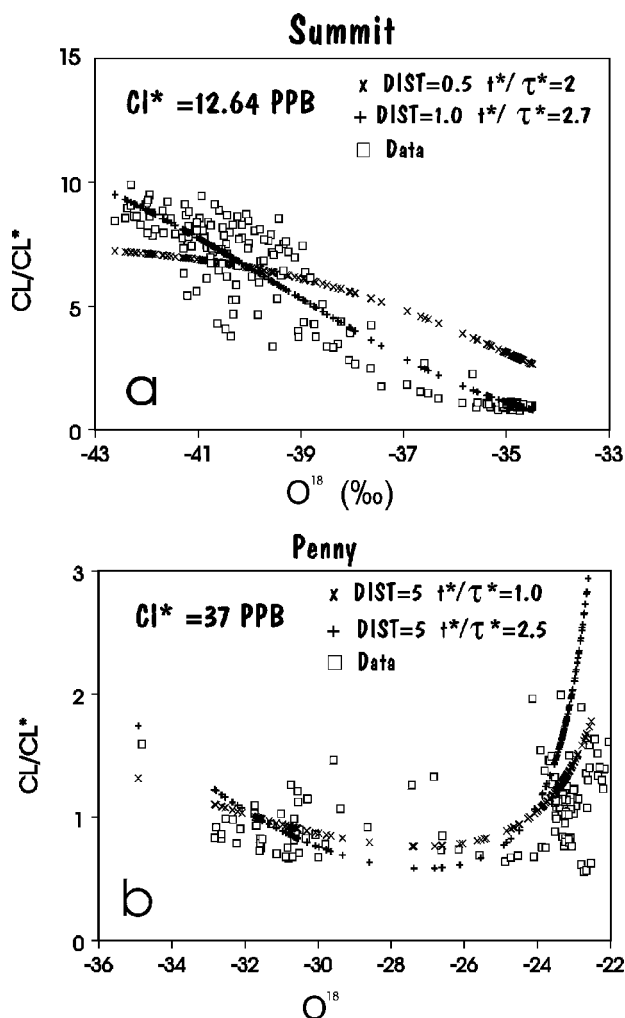 Summit
15
10
5
0
CL/CL*
Cl* =12.64 PPB
x DIST=0.5 t*/τ*=2
+ DIST=1.0 t*/τ*=2.7
□ Data
a
-43 -41 -39 -37 -35 -33
O¹⁸ (‰)
Penny
3
2
1
0
CL/CL*
Cl* =37 PPB
x DIST=5 t*/τ*=1.0
+ DIST=5 t*/τ*=2.5
□ Data
b
-36 -34 -32 -30 -28 -26 -24 -22
O¹⁸